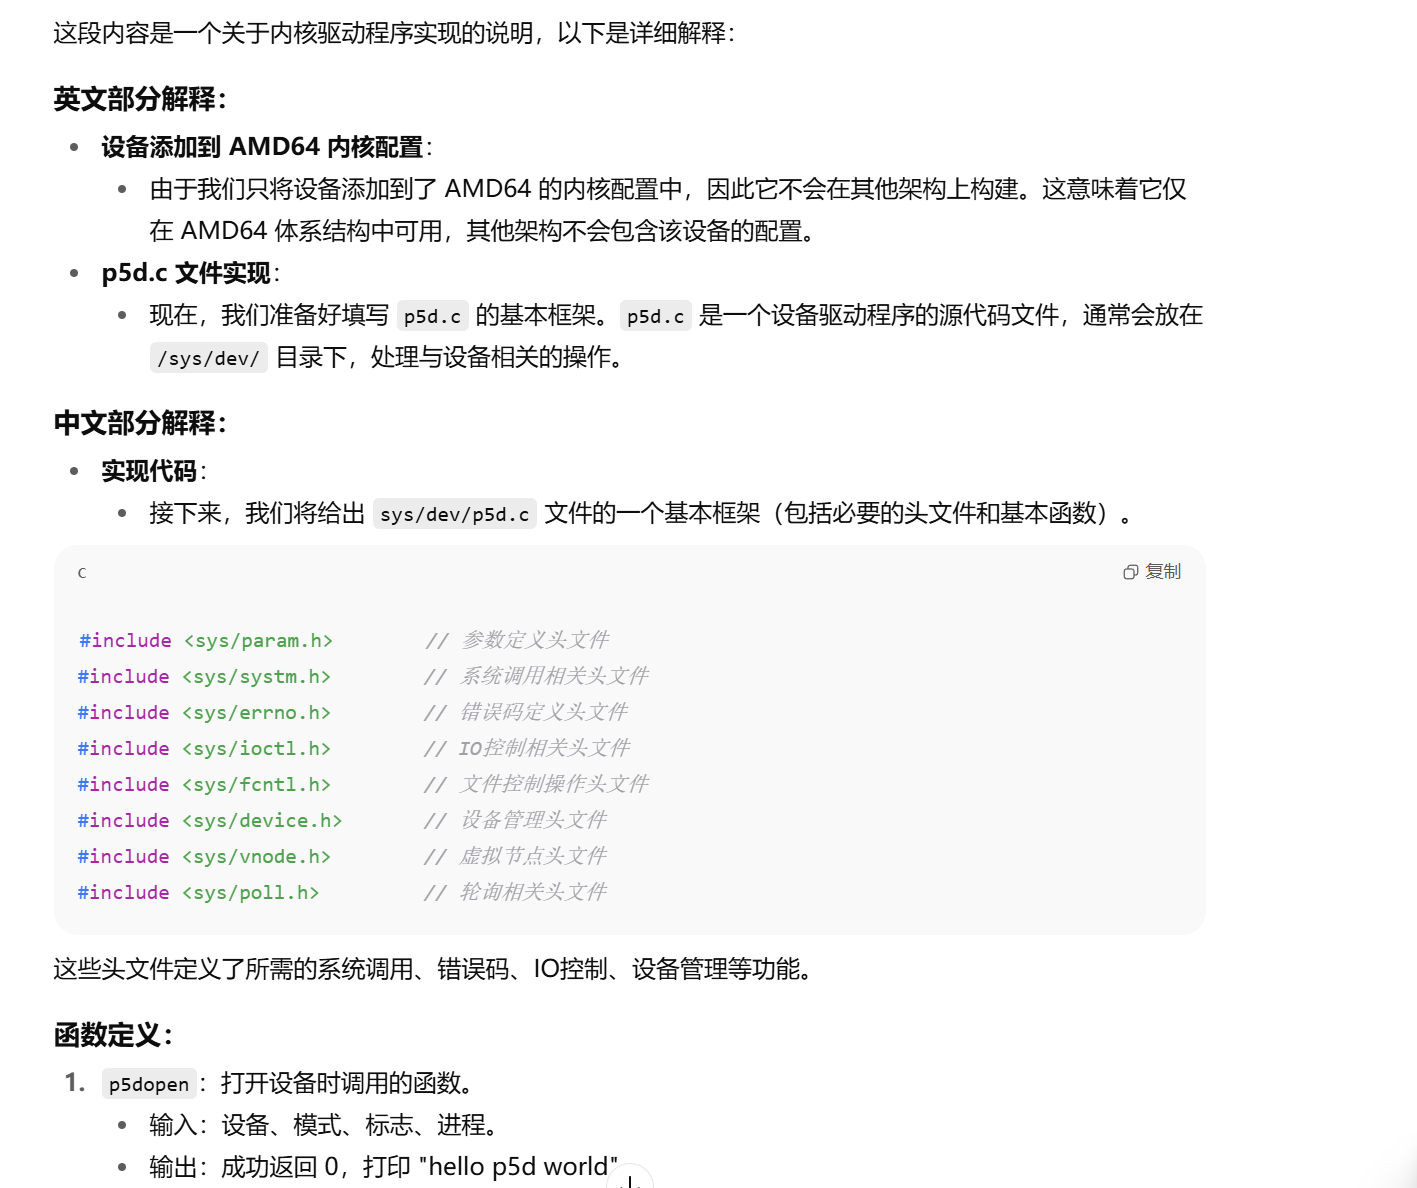 这段内容是一个关于内核驱动程序实现的说明，以下是详细解释：
英文部分解释：
设备添加到 AMD64 内核配置：
由于我们只将设备添加到了 AMD64 的内核配置中，因此它不会在其他架构上构建。这意味着它仅
在 AMD64 体系结构中可用，其他架构不会包含该设备的配置。
p5d.c 文件实现：
现在，我们准备好填写 p5d.c 的基本框架。p5d.c 是一个设备驱动程序的源代码文件，通常会放在
/sys/dev/ 目录下，处理与设备相关的操作。
中文部分解释：
实现代码：
接下来，我们将给出 sys/dev/p5d.c 文件的一个基本框架（包括必要的头文件和基本函数）。
c 复制
#include <sys/param.h> // 参数定义头文件
#include <sys/systm.h> // 系统调用相关头文件
#include <sys/errno.h> // 错误码定义头文件
#include <sys/ioctl.h> // IO控制相关头文件
#include <sys/fcntl.h> // 文件控制操作头文件
#include <sys/device.h> // 设备管理头文件
#include <sys/vnode.h> // 虚拟节点头文件
#include <sys/poll.h> // 轮询相关头文件
这些头文件定义了所需的系统调用、错误码、IO控制、设备管理等功能。
函数定义：
1. p5dopen：打开设备时调用的函数。
输入：设备、模式、标志、进程。
输出：成功返回 0，打印 "hello p5d world"